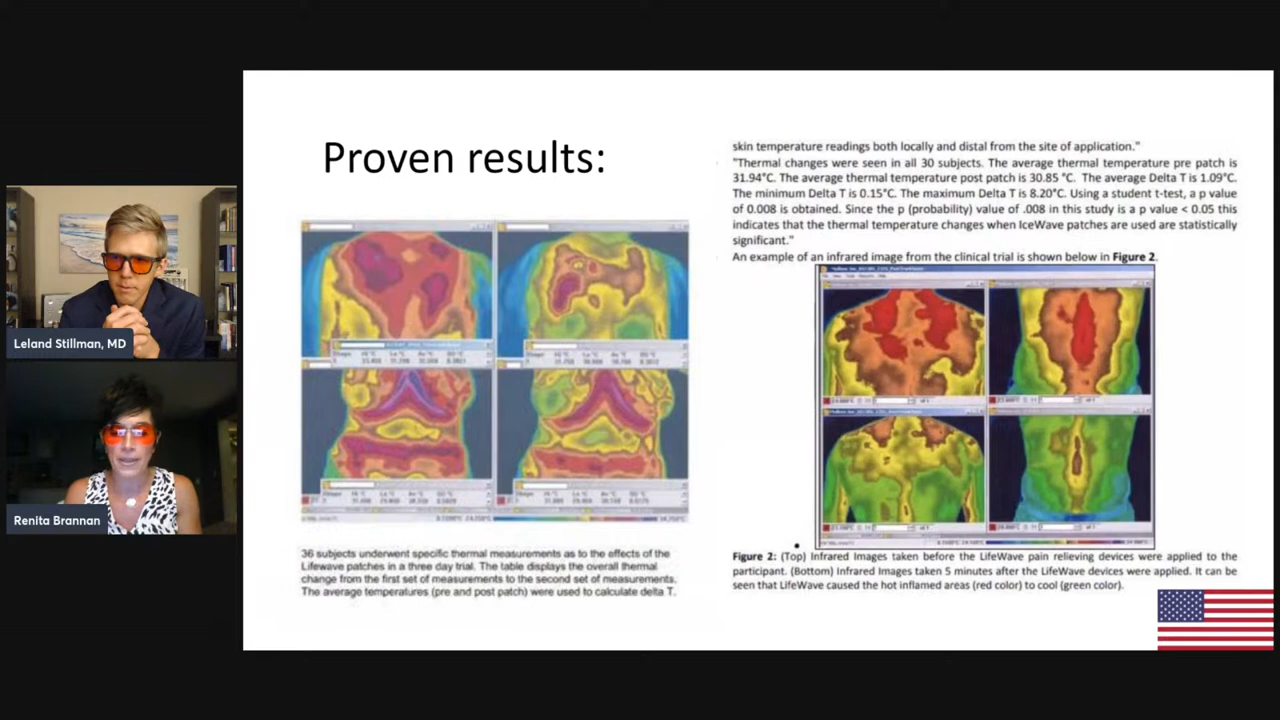 Proven results:
skin temperature readings both locally and distal from the site of application."
"Thermal changes were seen in all 30 subjects. The average thermal temperature pre patch is
31.94°C. The average thermal temperature post patch is 30.85 °C. The average Delta T is 1.09°C.
The minimum Delta T is 0.15°C. The maximum Delta T is 8.20°C. Using a student t-test, a p value
of 0.008 is obtained. Since the p (probability) value of .008 in this study is a p value < 0.05 this
indicates that the thermal temperature changes when IceWave patches are used are statistically
significant."
An example of an infrared image from the clinical trial is shown below in Figure 2.
Leland Stillman, MD
Renita Brannan
36 subjects underwent specific thermal measurements as to the effects of the
Lifewave patches in a three day trial. The table displays the overall thermal
change from the first set of measurements to the second set of measurements.
The average temperatures (pre and post patch) were used to calculate delta T.
Figure 2: (Top) Infrared Images taken before the LifeWave pain relieving devices were applied to the
participant. (Bottom) Infrared Images taken 5 minutes after the LifeWave devices were applied. It can be
seen that LifeWave caused the hot inflamed areas (red color) to cool (green color).